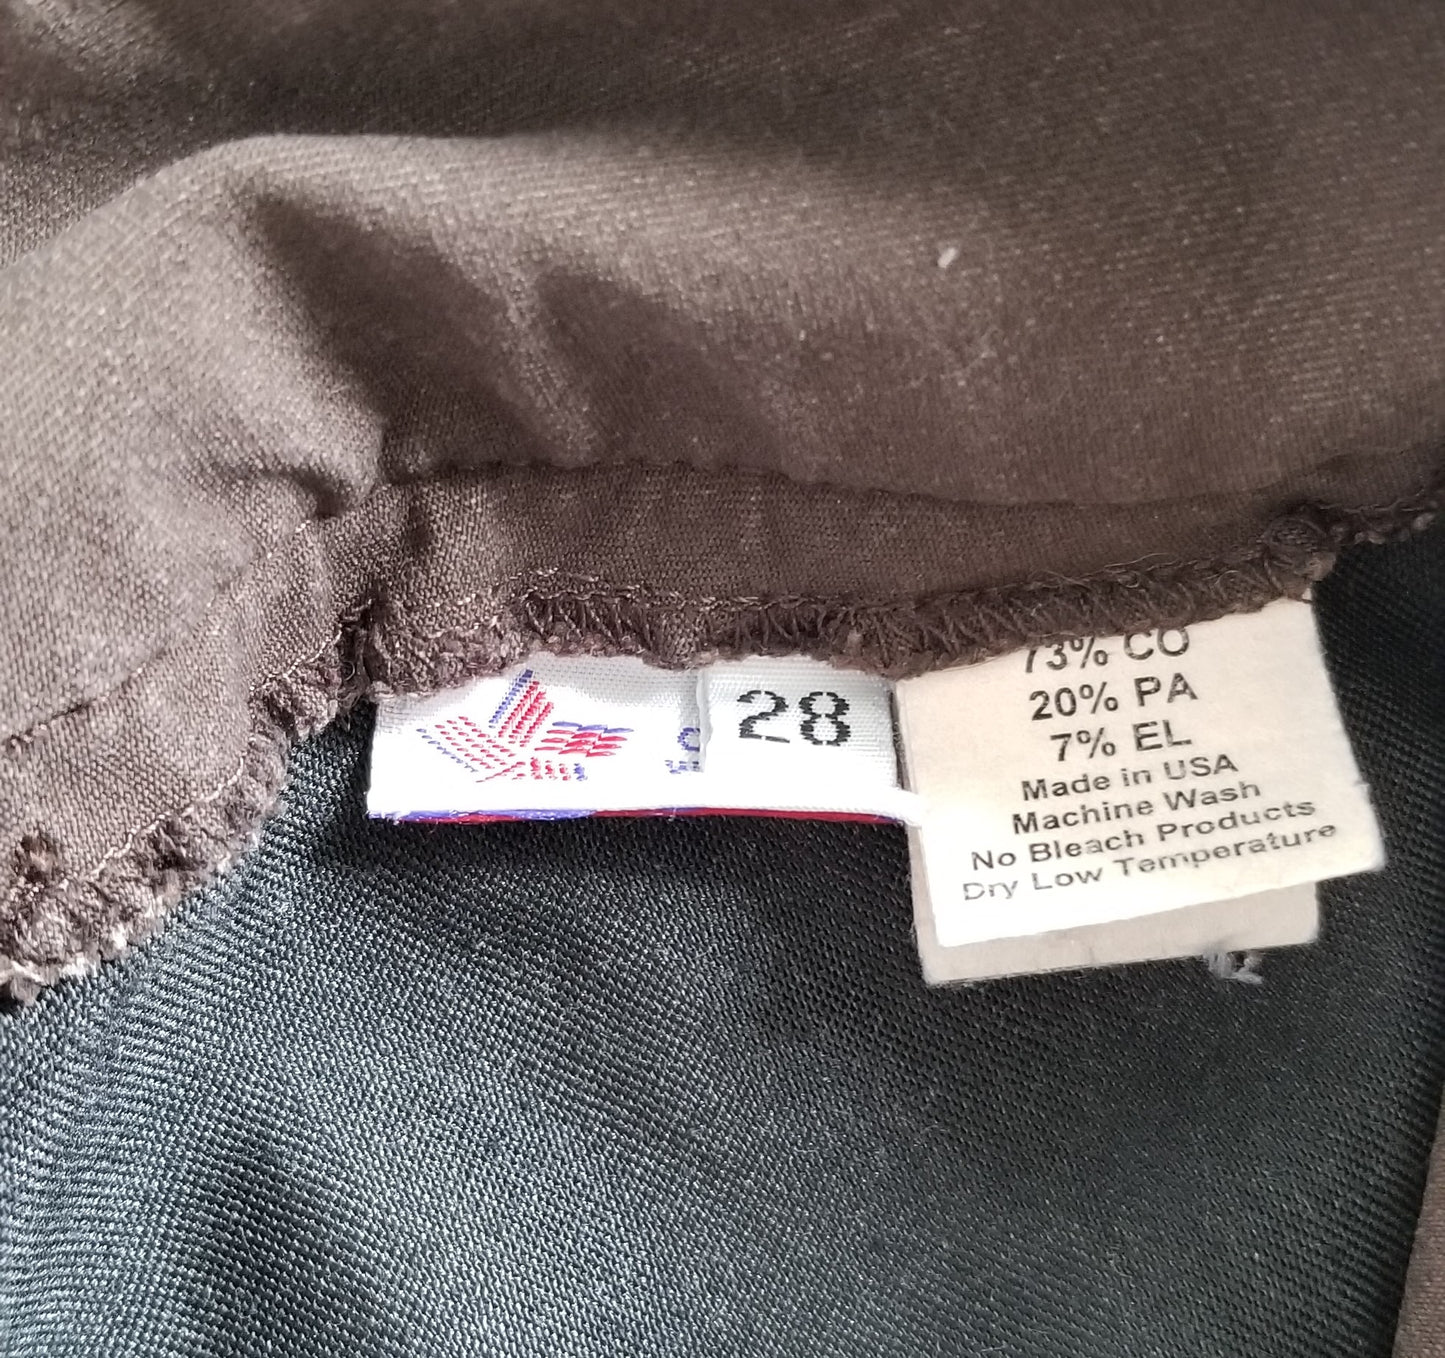 28
73% CO
20% PA
7% EL
Made in USA
Machine Wash
No Bleach Products
Dry Low Temperature